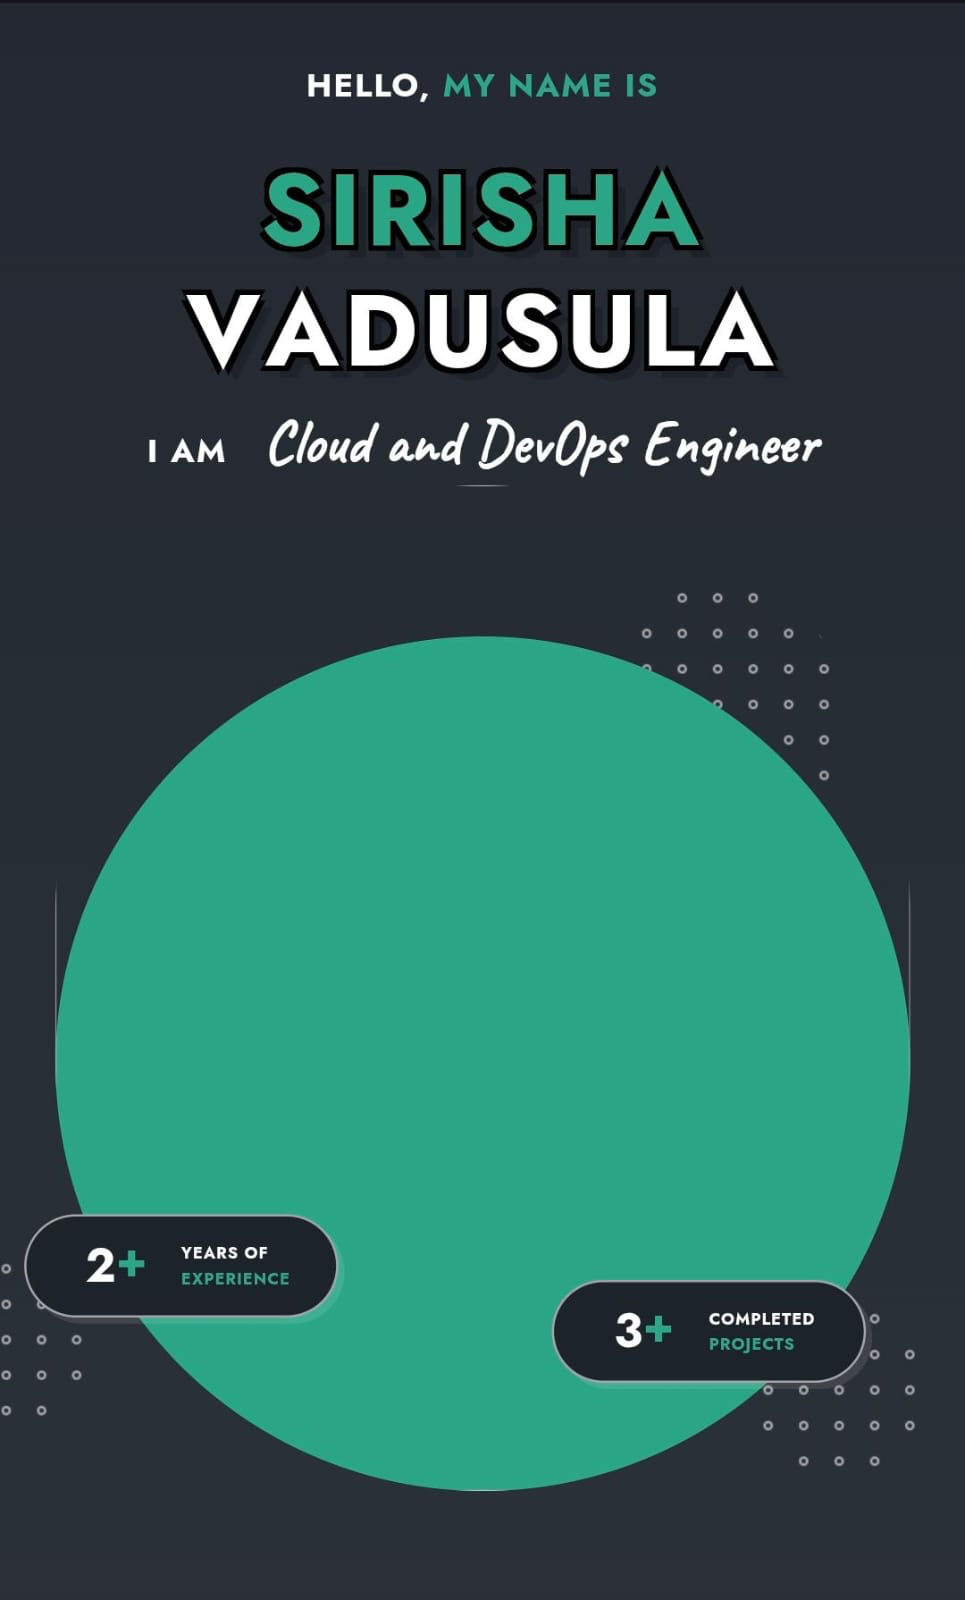 HELLO, MY NAME IS
SIRISHA
VADUSULA
I AM Cloud and DevOps Engineer
2+ YEARS OF
EXPERIENCE
3+ COMPLETED
PROJECTS